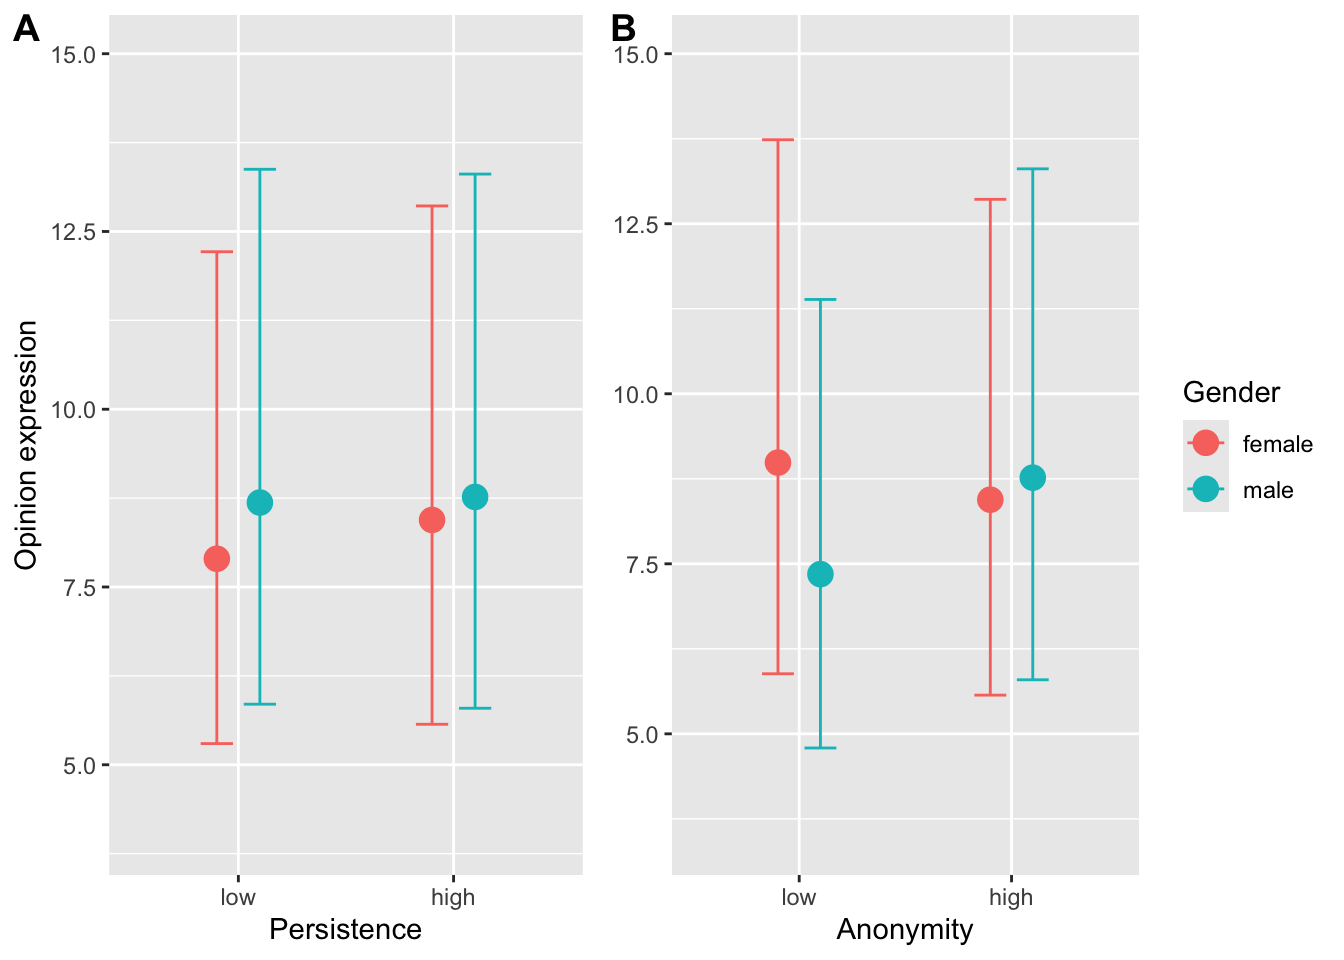 A
Opinion expression
15.0
12.5
10.0
7.5
5.0
low
high
Persistence
B
15.0
12.5
10.0
7.5
5.0
low
high
Anonymity
Gender
female
male